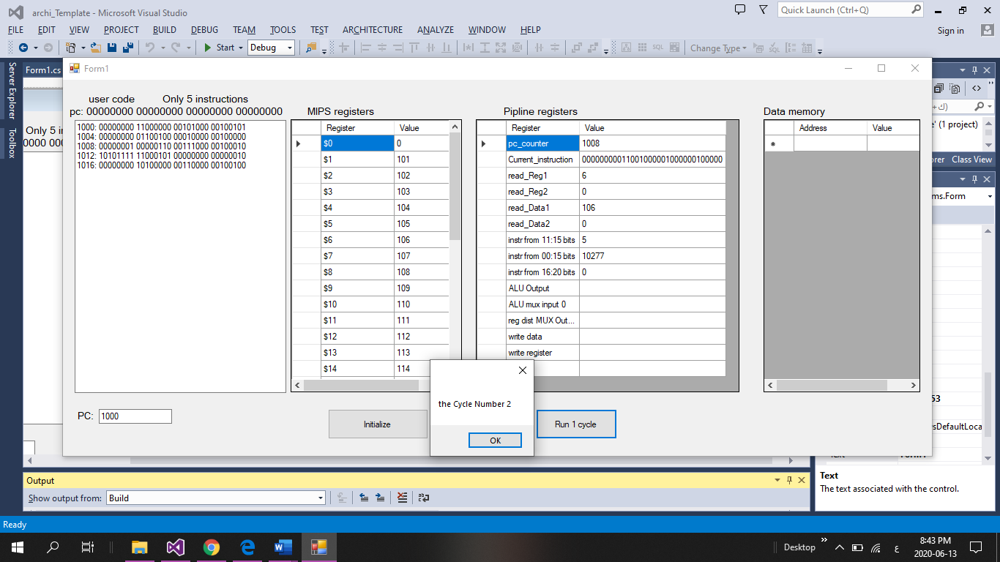 archi_Template - Microsoft Visual Studio
Quick Launch (Ctrl+Q)
FILE EDIT VIEW PROJECT BUILD DEBUG TEAM TOOLS TEST ARCHITECTURE ANALYZE WINDOW HELP
Sign in
Start Debug
Change Type
Server Explorer
Toolbox
Form1.cs
Form1
user code Only 5 instructions
pc: 00000000 00000000 00000000 00000000
1000: 00000000 11000000 00101000 00100101
1004: 00000000 01100100 00010000 00100000
1008: 00000001 00000110 00111000 00100010
1012: 10101111 11000101 00000000 00000010
1016: 00000000 10100000 00110000 00100100
MIPS registers
Register Value
$0 0
$1 101
$2 102
$3 103
$4 104
$5 105
$6 106
$7 107
$8 108
$9 109
$10 110
$11 111
$12 112
$13 113
$14 114
Pipline registers
Register Value
pc_counter 1008
Current_instruction 00000000011001000001000000100000
read_Reg1 6
read_Reg2 0
read_Data1 106
read_Data2 0
instr from 11:15 bits 5
instr from 00:15 bits 10277
instr from 16:20 bits 0
ALU Output
ALU mux input 0
reg dist MUX Out...
write data
write register
Data memory
Address Value
PC: 1000
Initialize
Run 1 cycle
the Cycle Number 2
OK
Only 5 i
0000 00
+ك)
e' (1 project)
orer Class View
ms.Form
53
sDefaultLoca
Text
The text associated with the control.
Output
Show output from: Build
Ready
Desktop
ع
8:43 PM
2020-06-13